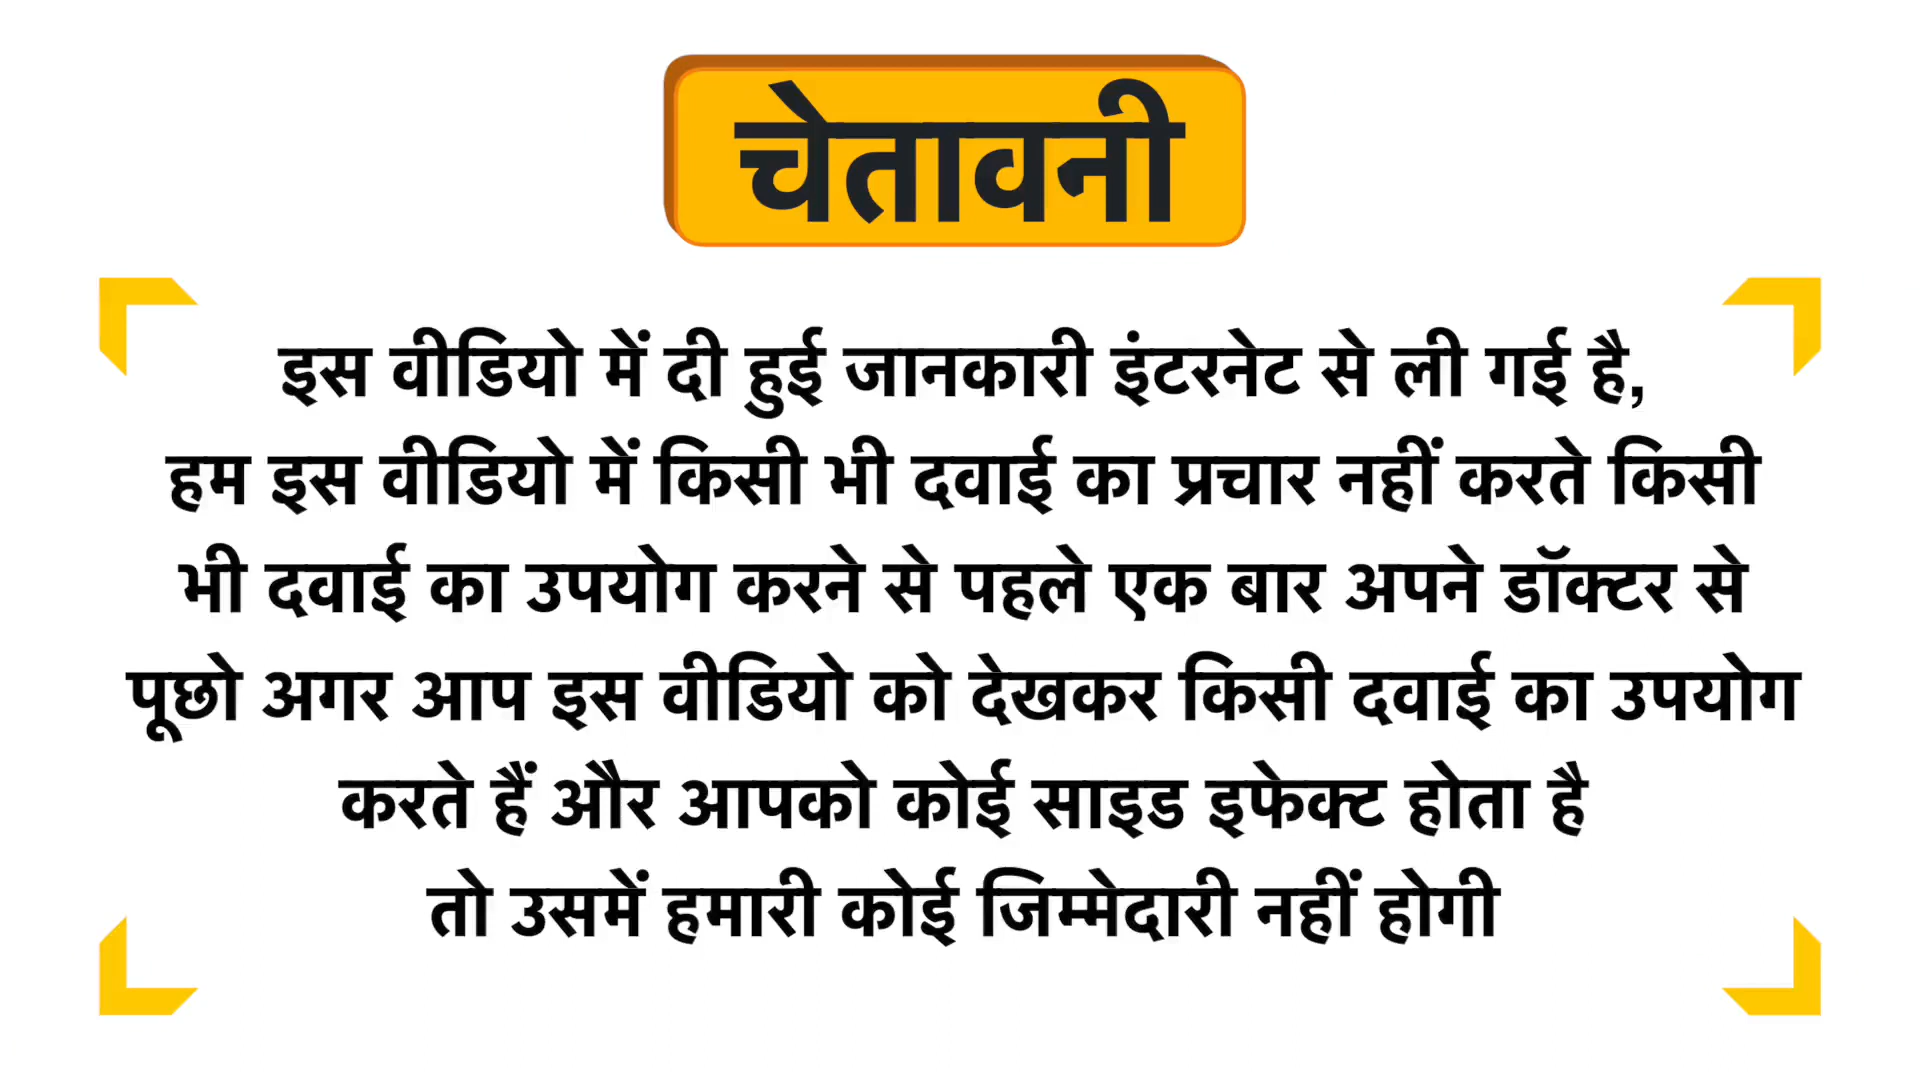 चेतावनी
इस वीडियो में दी हुई जानकारी इंटरनेट से ली गई है,
हम इस वीडियो में किसी भी दवाई का प्रचार नहीं करते किसी
भी दवाई का उपयोग करने से पहले एक बार अपने डॉक्टर से
पूछो अगर आप इस वीडियो को देखकर किसी दवाई का उपयोग
करते हैं और आपको कोई साइड इफेक्ट होता है
तो उसमें हमारी कोई जिम्मेदारी नहीं होगी